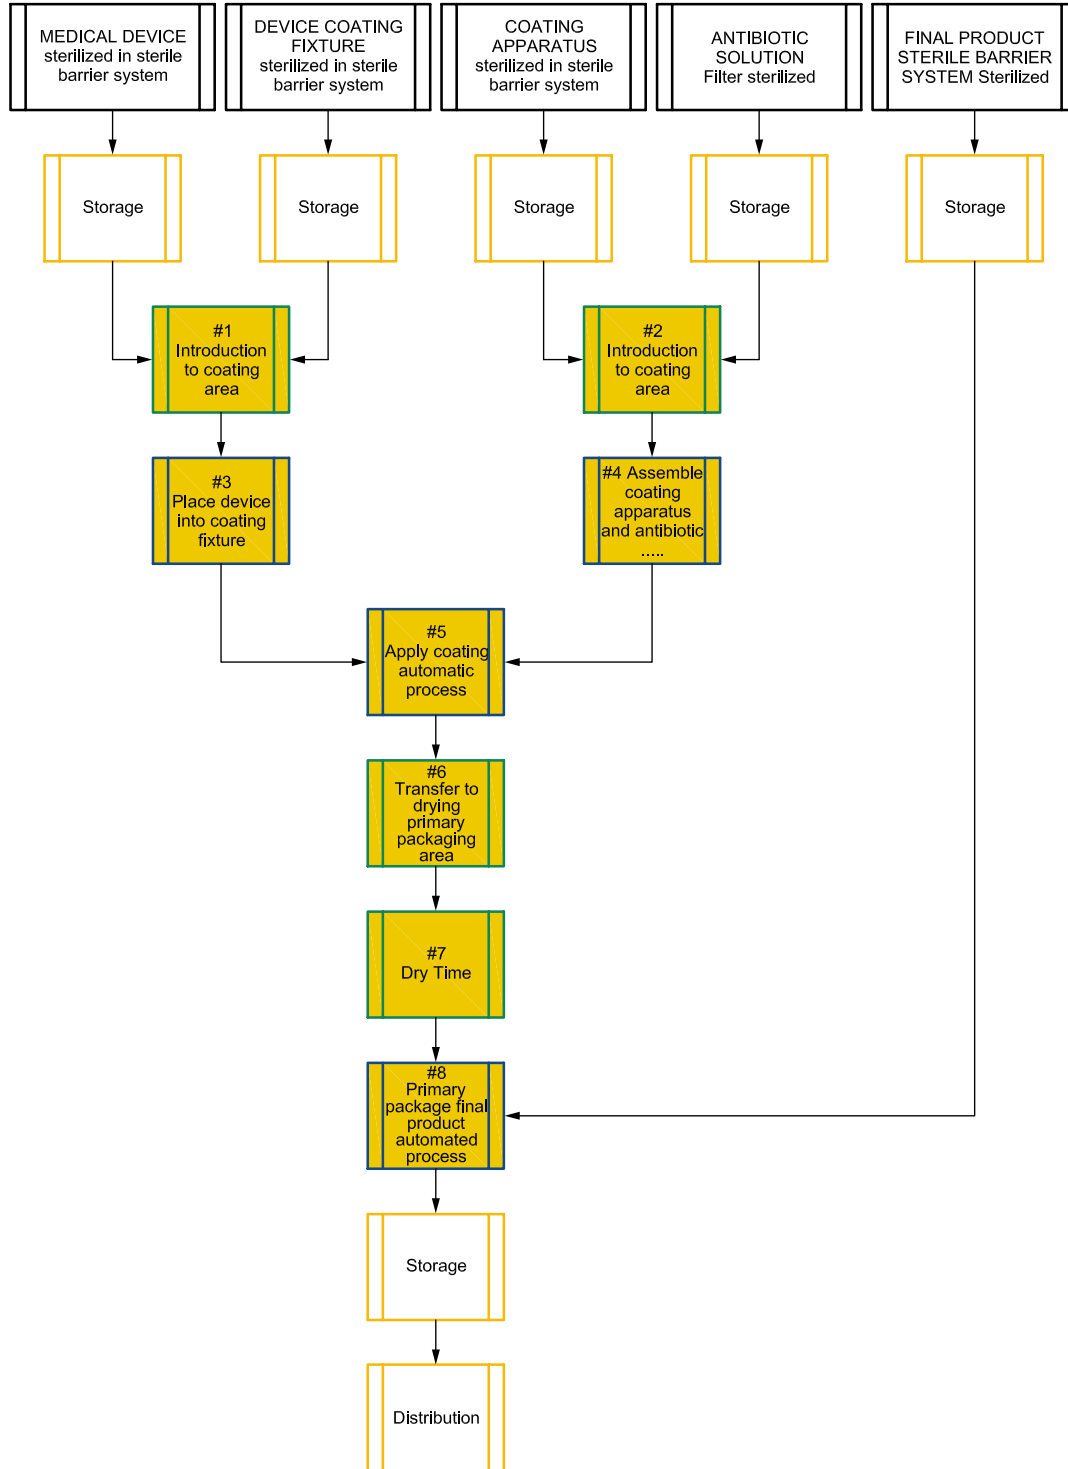 MEDICAL DEVICE
sterilized in sterile
barrier system
DEVICE COATING
FIXTURE
sterilized in sterile
barrier system
COATING
APPARATUS
sterilized in sterile
barrier system
ANTIBIOTIC
SOLUTION
Filter sterilized
FINAL PRODUCT
STERILE BARRIER
SYSTEM Sterilized
Storage
Storage
Storage
Storage
Storage
#1
Introduction
to coating
area
#2
Introduction
to coating
area
#3
Place device
into coating
fixture
#4 Assemble
coating
apparatus
and antibiotic
.....
#5
Apply coating
automatic
process
#6
Transfer to
drying
primary
packaging
area
#7
Dry Time
#8
Primary
package final
product
automated
process
Storage
Distribution